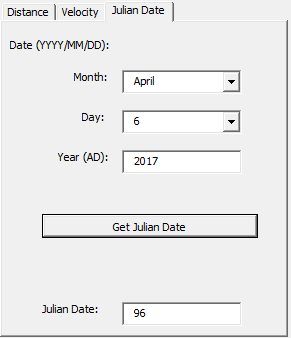 Distance Velocity Julian Date
Date (YYYY/MM/DD):
Month: April
Day: 6
Year (AD): 2017
Get Julian Date
Julian Date: 96